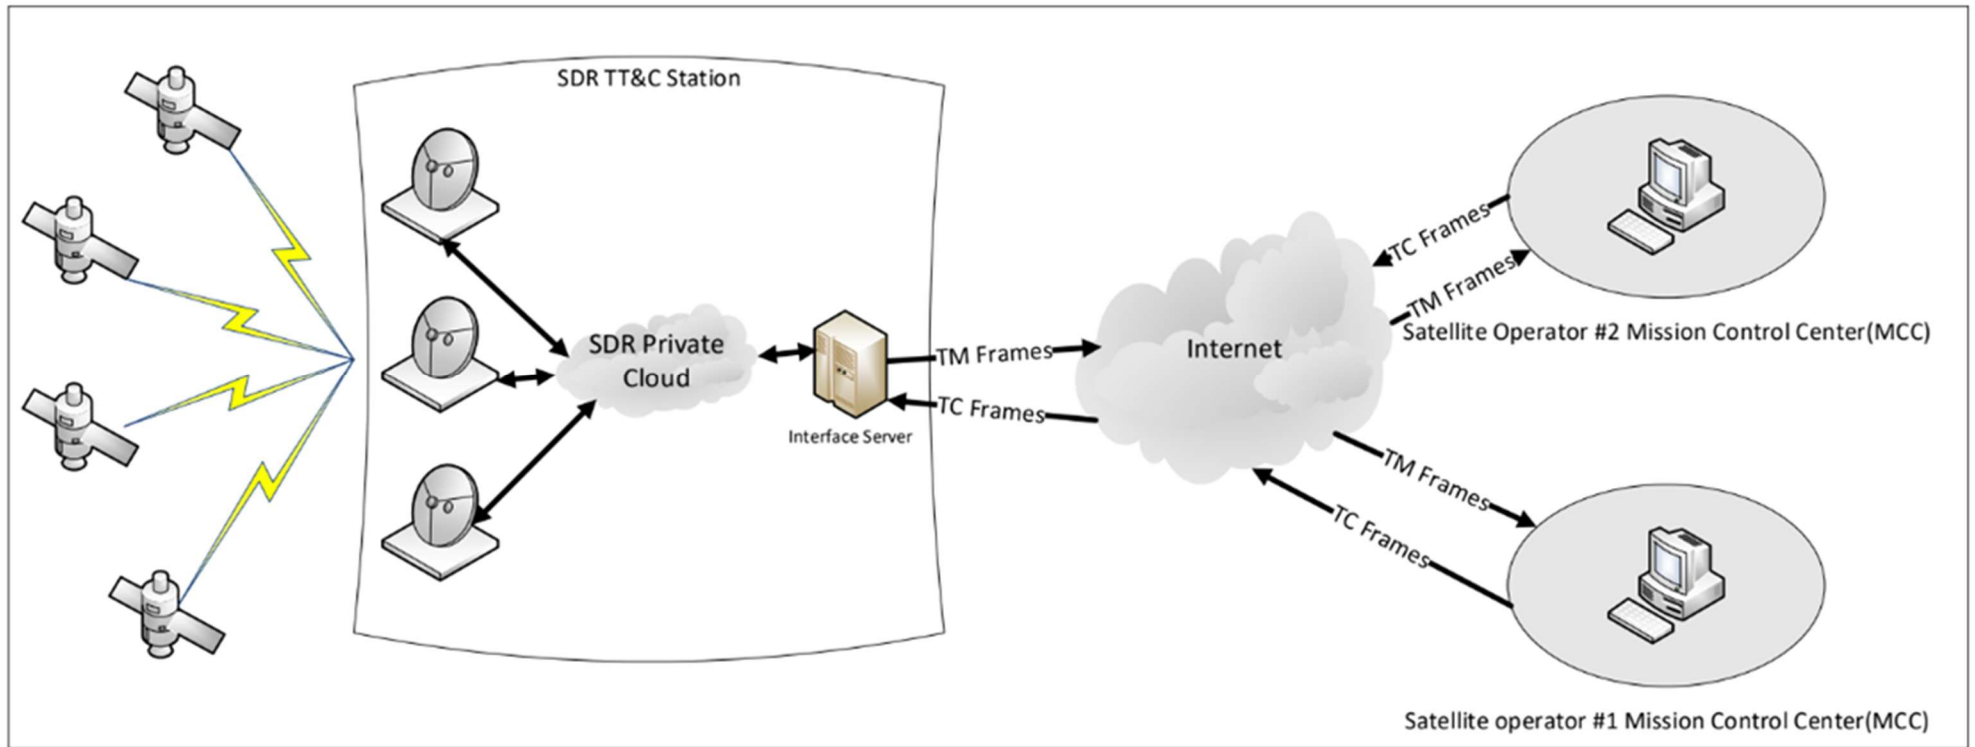 SDR TT&C Station
SDR Private
Cloud
Interface Server
TM Frames
TC Frames
Internet
TC Frames
TM Frames
Satellite Operator #2 Mission Control Center(MCC)
TM Frames
TC Frames
Satellite operator #1 Mission Control Center(MCC)